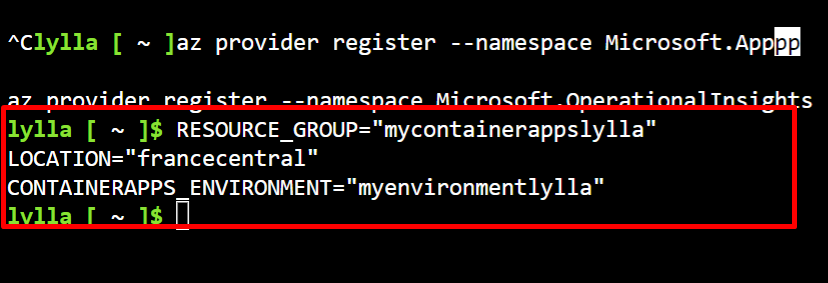 ^Clylla [ ~ ]az provider register --namespace Microsoft.Apppp
az provider register --namespace Microsoft.OperationalInsights
lylla [ ~ ]$ RESOURCE_GROUP="mycontainerappslylla"
LOCATION="francecentral"
CONTAINERAPPS_ENVIRONMENT="myenvironmentlylla"
lylla [ ~ ]$